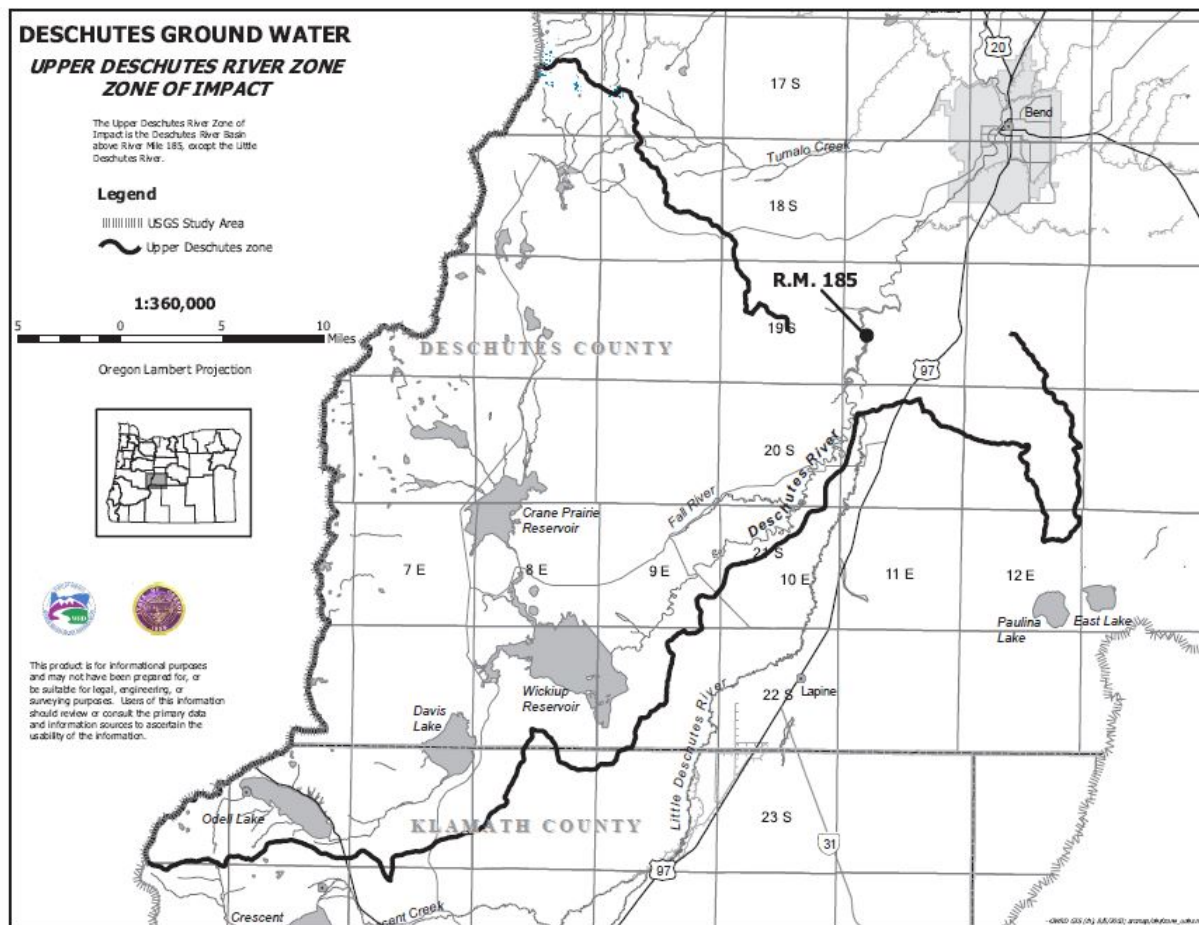 DESCHUTES GROUND WATER
UPPER DESCHUTES RIVER ZONE
ZONE OF IMPACT
The Upper Deschutes River Zone of
Impact is the Deschutes River Basin
above River Mile 185, except the Little
Deschutes River.
Legend
USGS Study Area
Upper Deschutes zone
1:360,000
5 0 5 10
Miles
Oregon Lambert Projection
This product is for informational purposes
and may not have been prepared for, or
be suitable for legal, engineering, or
surveying purposes. Users of this information
should review or consult the primary data
and information sources to ascertain the
usability of the information.
20
17 S
Bend
Tumalo Creek
18 S
R.M. 185
19 S
DESCHUTES COUNTY
97
20 S
Deschutes River
Fall River
Crane Prairie
Reservoir
21 S
7 E
8 E
9 E
10 E
11 E
12 E
Paulina
Lake
East Lake
Wickiup
Reservoir
22 S
Lapine
Davis
Lake
Little Deschutes River
Odell Lake
KLAMATH COUNTY
23 S
31
97
Crescent
cent Creek